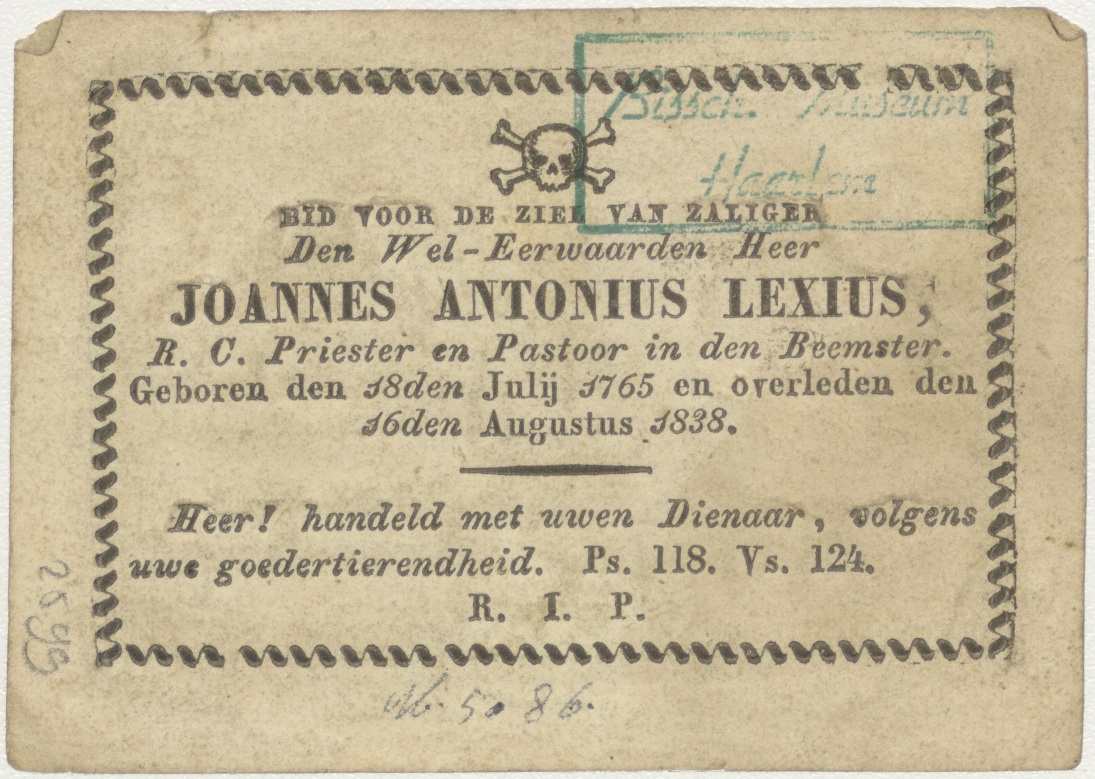 Bissch. Museum
Haarlem
BID VOOR DE ZIEL VAN ZALIGER
Den Wel-Eerwaarden Heer
JOANNES ANTONIUS LEXIUS,
R. C. Priester en Pastoor in den Beemster.
Geboren den 18den Julij 1765 en overleden den
16den Augustus 1838.
Heer! handeld met uwen Dienaar, volgens
uwe goedertierendheid. Ps. 118. Vs. 124.
R. I. P.
5086.